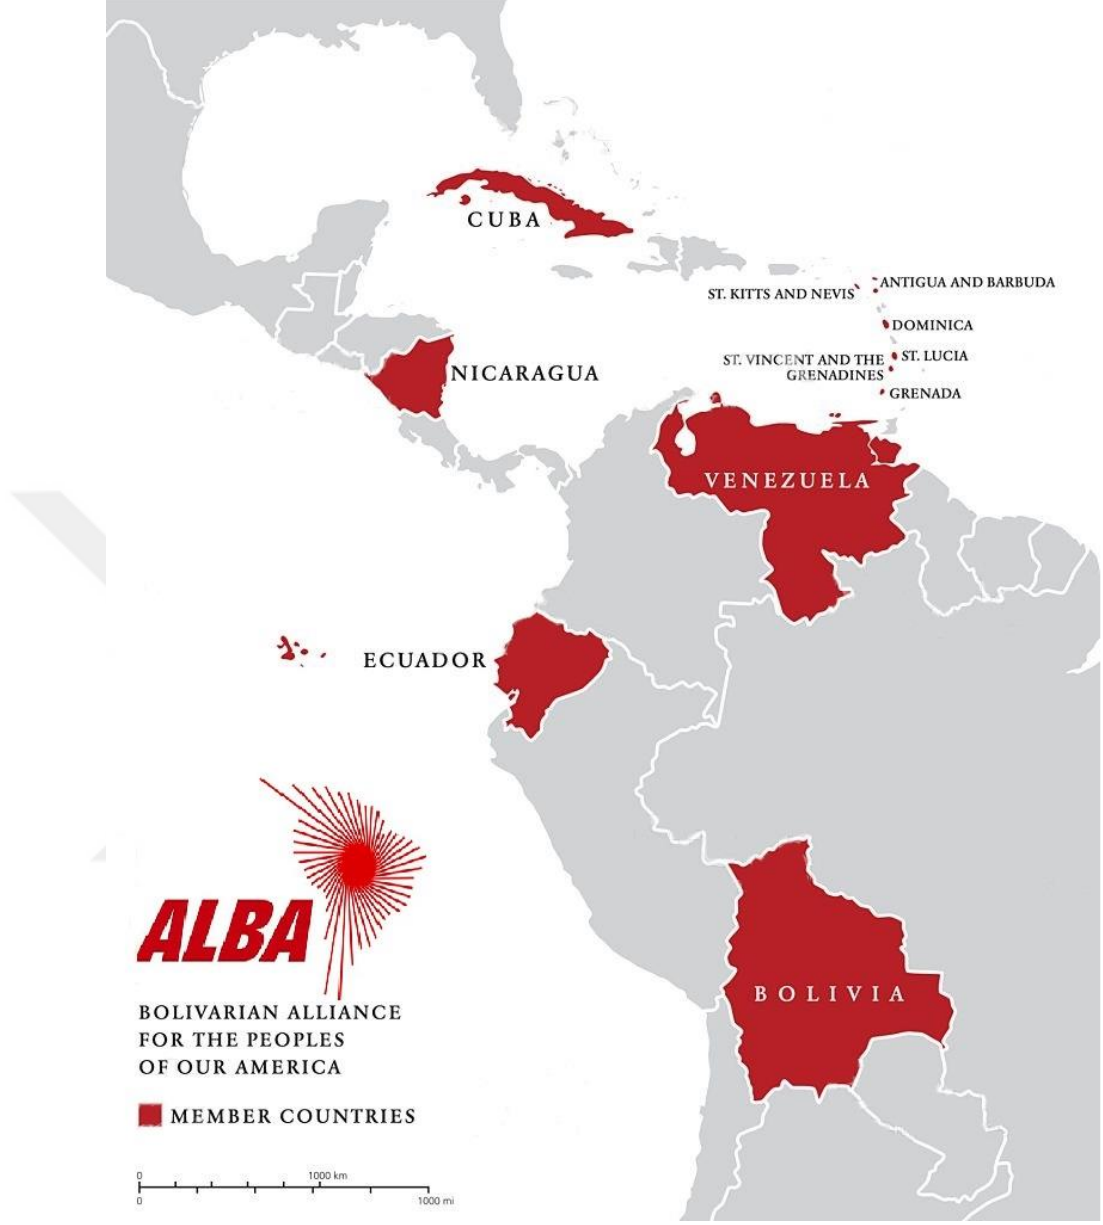 CUBA
ST. KITTS AND NEVIS
ANTIGUA AND BARBUDA
DOMINICA
ST. VINCENT AND THE
GRENADINES
ST. LUCIA
GRENADA
NICARAGUA
VENEZUELA
ECUADOR
BOLIVIA
ALBA
BOLIVARIAN ALLIANCE
FOR THE PEOPLES
OF OUR AMERICA
MEMBER COUNTRIES
0 1000 km
0 1000 mi